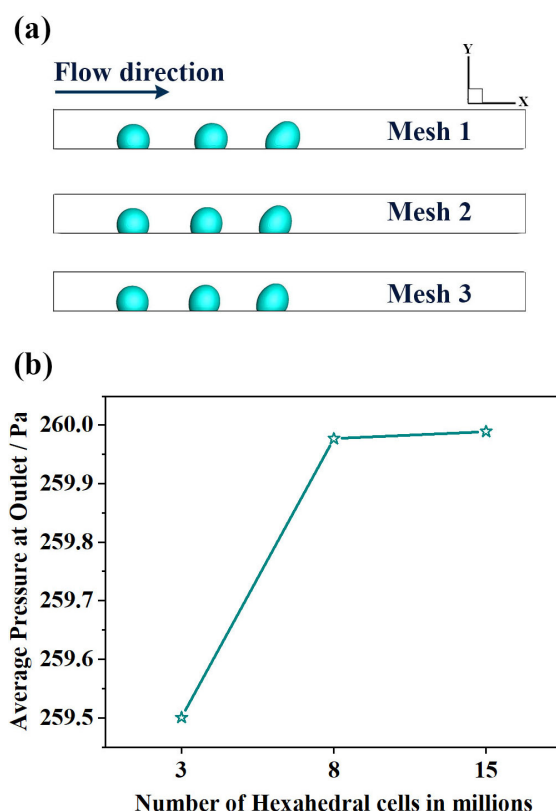 (a)
Flow direction
Y
X
Mesh 1
Mesh 2
Mesh 3
(b)
260.0
259.9
259.8
259.7
259.6
259.5
Average Pressure at Outlet / Pa
3
8
15
Number of Hexahedral cells in millions